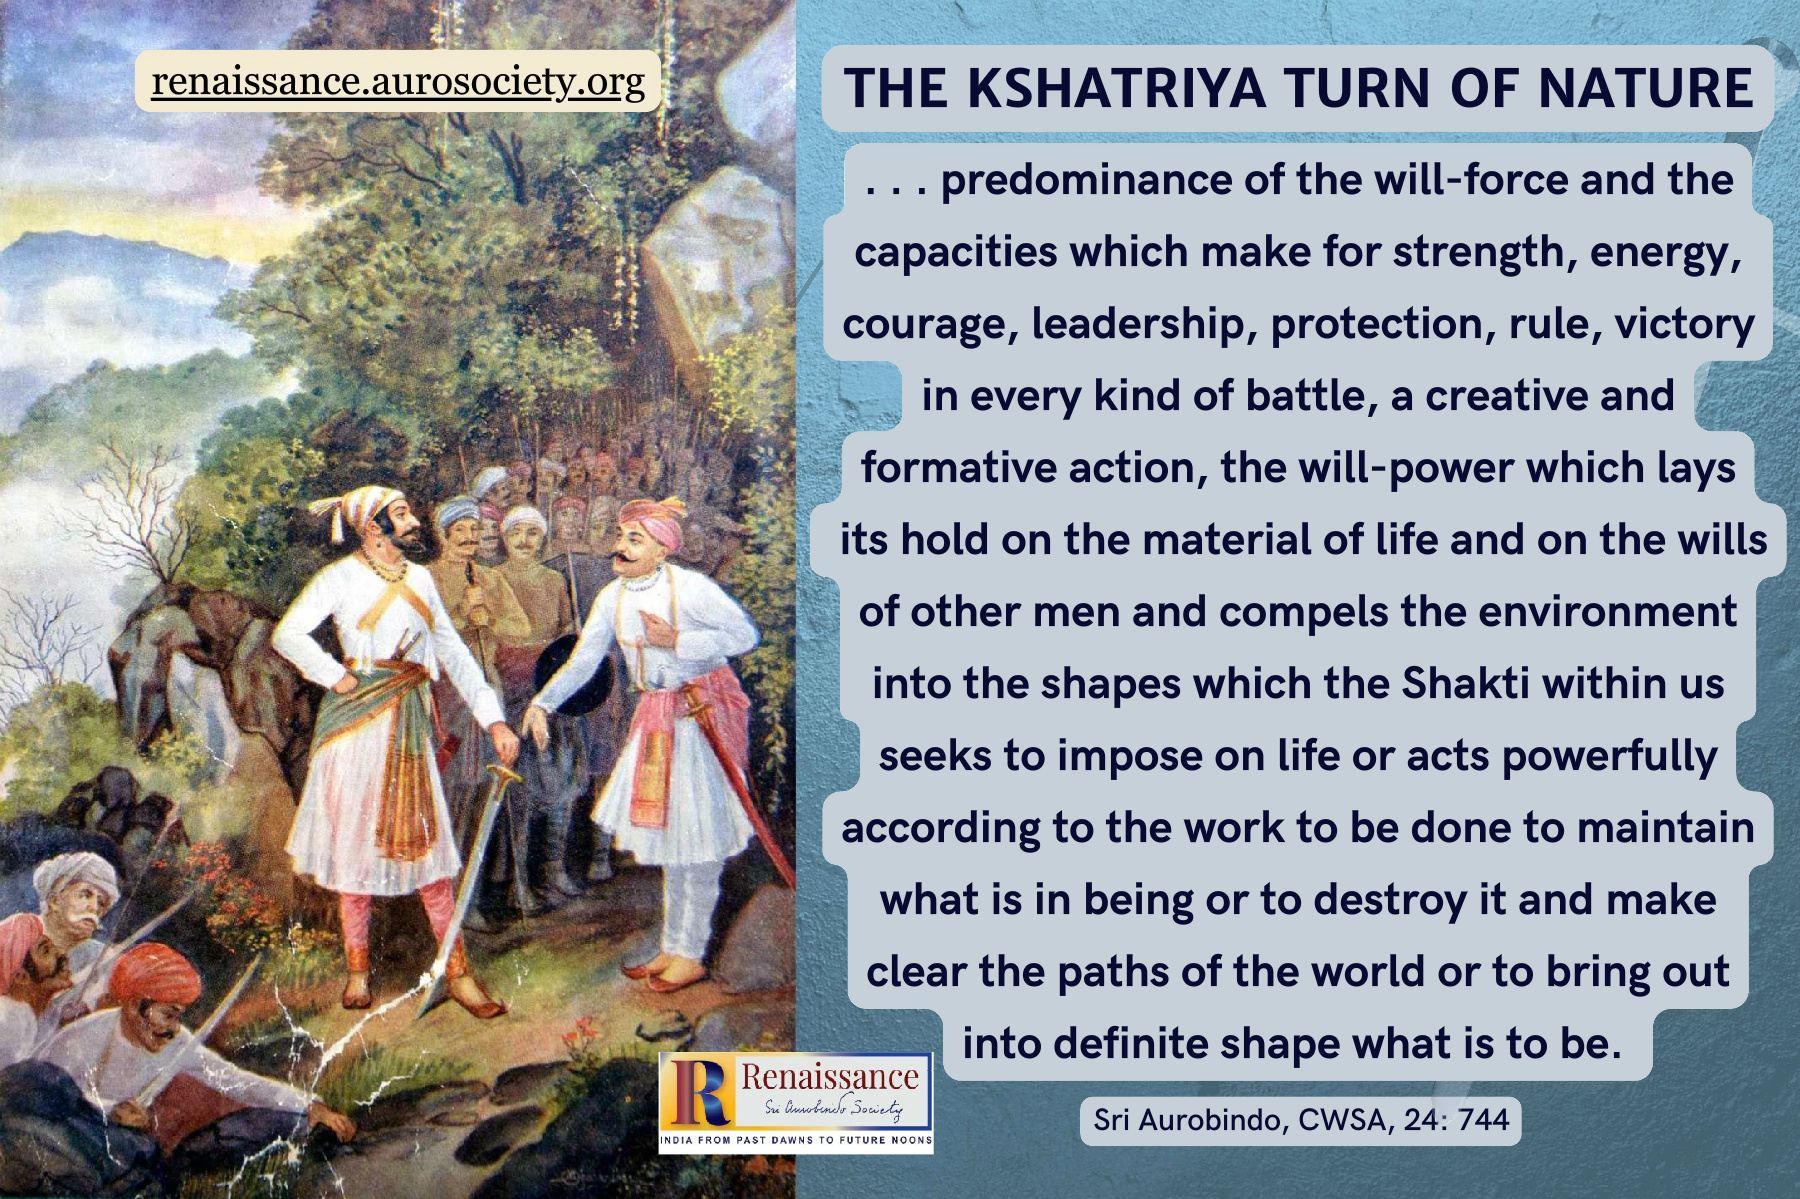 renaissance.aurosociety.org
THE KSHATRIYA TURN OF NATURE
. . . predominance of the will-force and the
capacities which make for strength, energy,
courage, leadership, protection, rule, victory
in every kind of battle, a creative and
formative action, the will-power which lays
its hold on the material of life and on the wills
of other men and compels the environment
into the shapes which the Shakti within us
seeks to impose on life or acts powerfully
according to the work to be done to maintain
what is in being or to destroy it and make
clear the paths of the world or to bring out
into definite shape what is to be.
Sri Aurobindo, CWSA, 24: 744
R Renaissance
Sri Aurobindo Society
INDIA FROM PAST DAWNS TO FUTURE NOONS